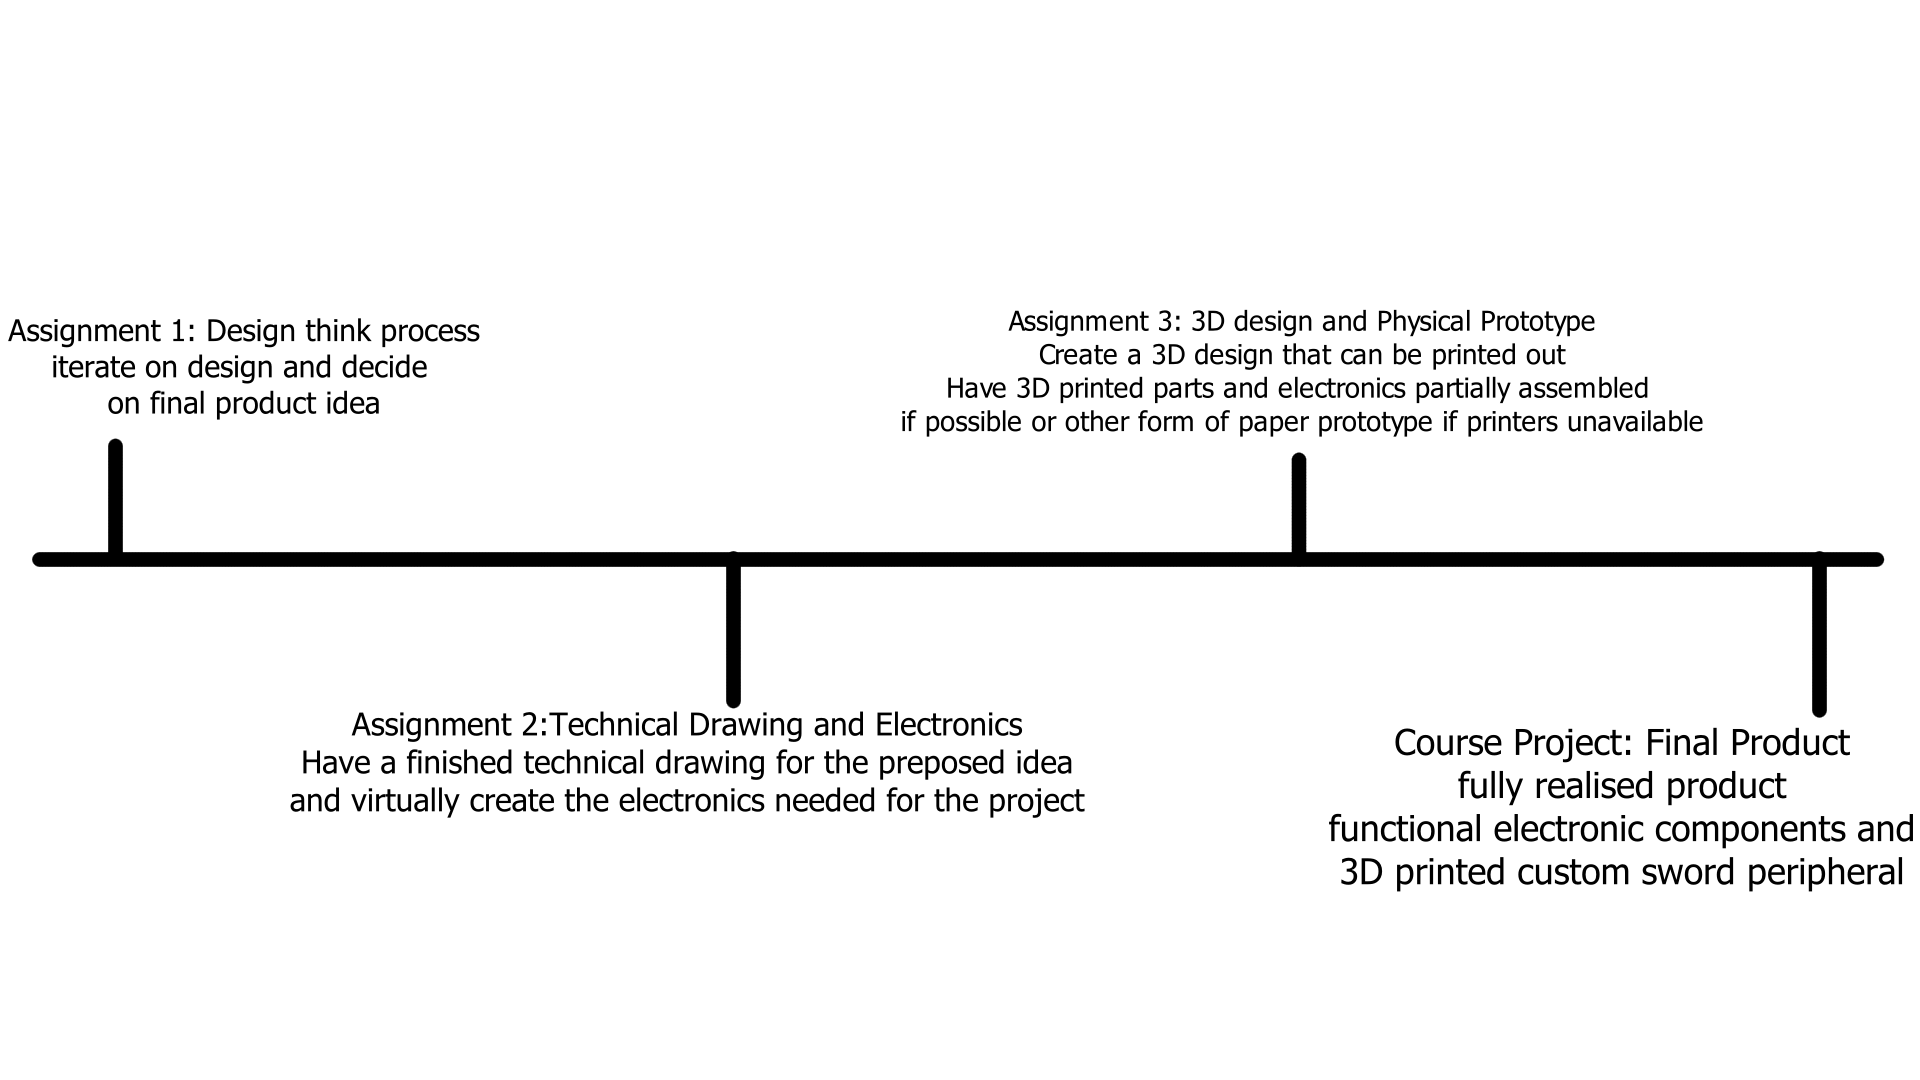 Assignment 1: Design think process
iterate on design and decide
on final product idea
Assignment 2:Technical Drawing and Electronics
Have a finished technical drawing for the preposed idea
and virtually create the electronics needed for the project
Assignment 3: 3D design and Physical Prototype
Create a 3D design that can be printed out
Have 3D printed parts and electronics partially assembled
if possible or other form of paper prototype if printers unavailable
Course Project: Final Product
fully realised product
functional electronic components and
3D printed custom sword peripheral